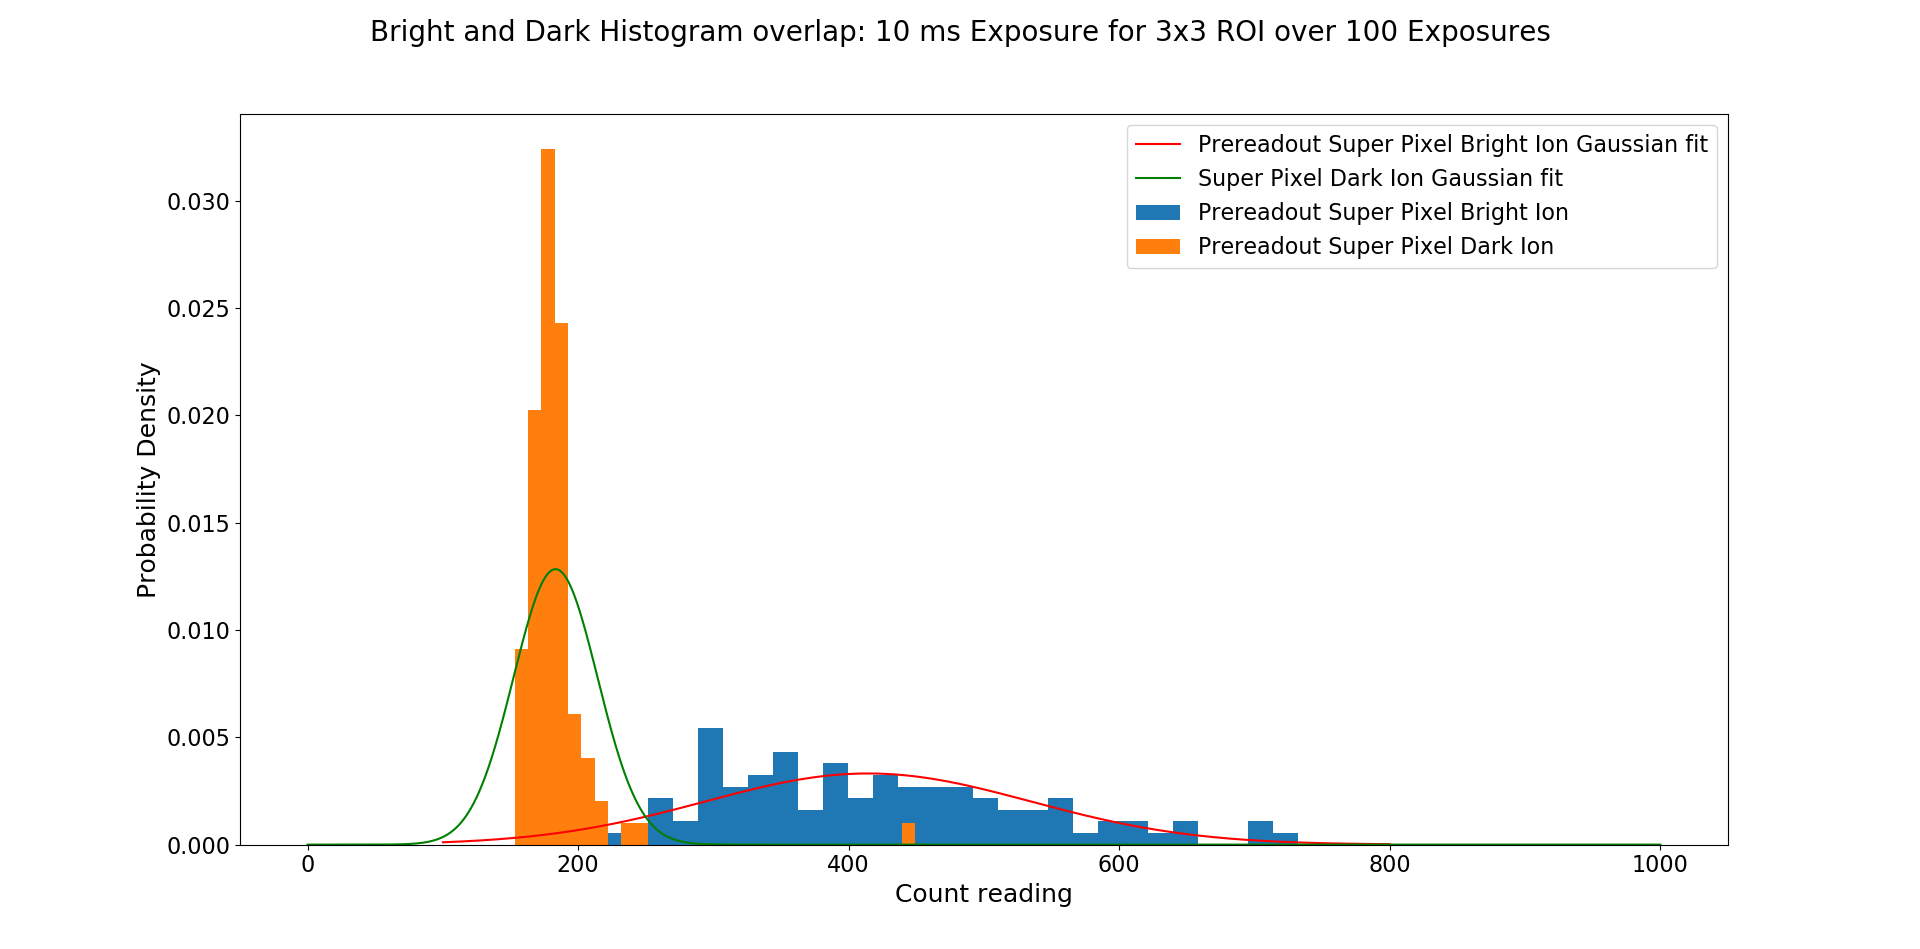 Bright and Dark Histogram overlap: 10 ms Exposure for 3x3 ROI over 100 Exposures
Prereadout Super Pixel Bright Ion Gaussian fit
Super Pixel Dark Ion Gaussian fit
Prereadout Super Pixel Bright Ion
Prereadout Super Pixel Dark Ion
Probability Density
0.030
0.025
0.020
0.015
0.010
0.005
0.000
0 200 400 600 800 1000
Count reading